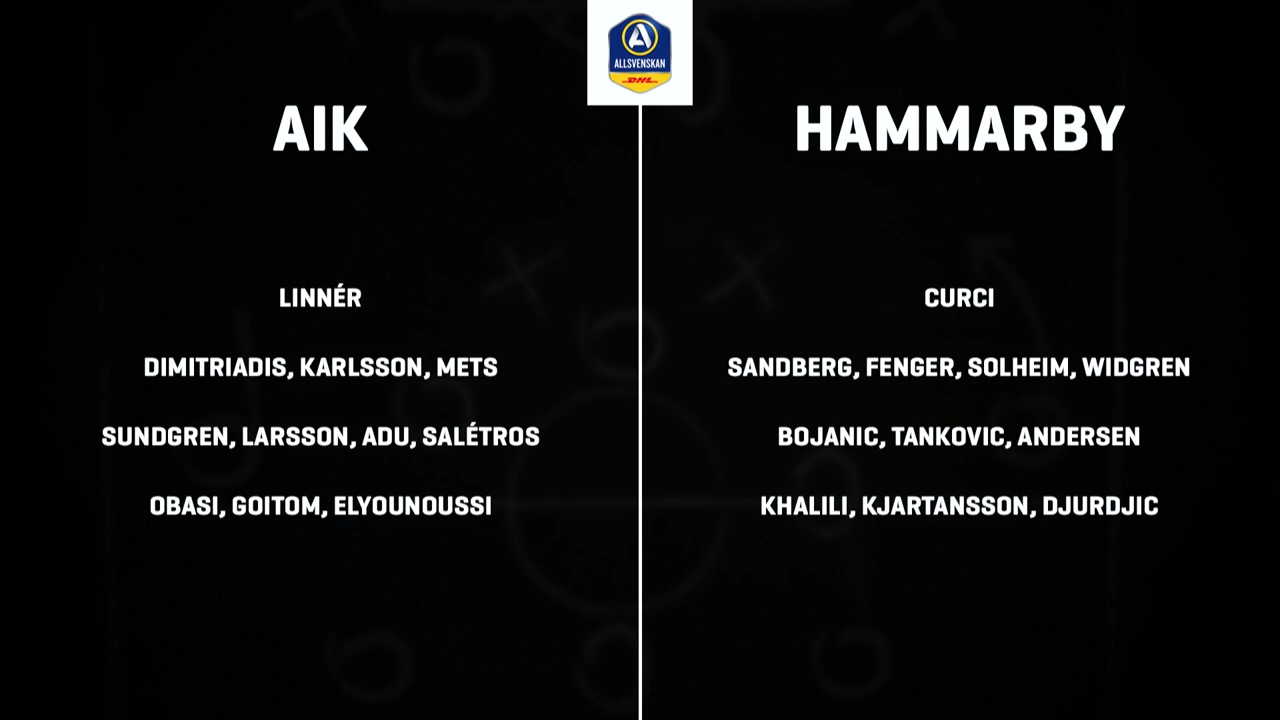 ALLSVENSKAN
DHL
AIK
LINNÉR
DIMITRIADIS, KARLSSON, METS
SUNDGREN, LARSSON, ADU, SALÉTROS
OBASI, GOITOM, ELYOUNOUSSI
HAMMARBY
CURCI
SANDBERG, FENGER, SOLHEIM, WIDGREN
BOJANIC, TANKOVIC, ANDERSEN
KHALILI, KJARTANSSON, DJURDJIC